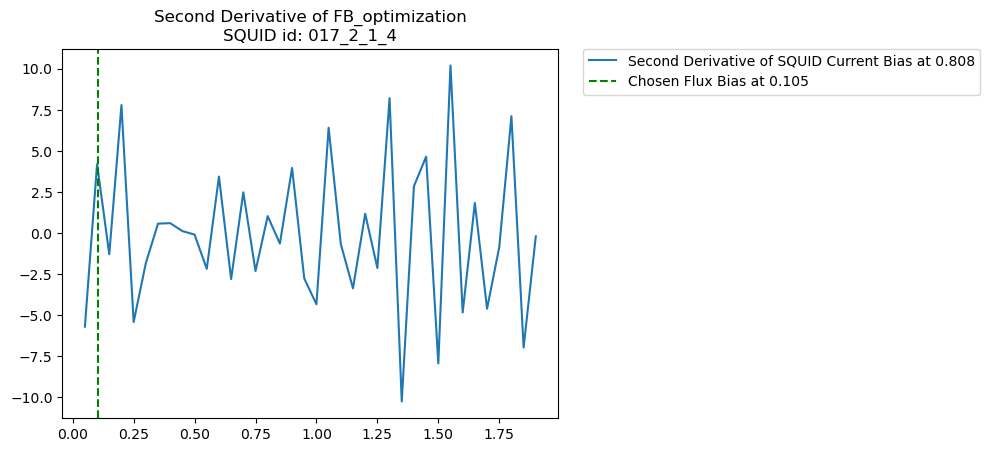 Second Derivative of FB_optimization
SQUID id: 017_2_1_4
Second Derivative of SQUID Current Bias at 0.808
Chosen Flux Bias at 0.105
10.0
7.5
5.0
2.5
0.0
−2.5
−5.0
−7.5
−10.0
0.00 0.25 0.50 0.75 1.00 1.25 1.50 1.75